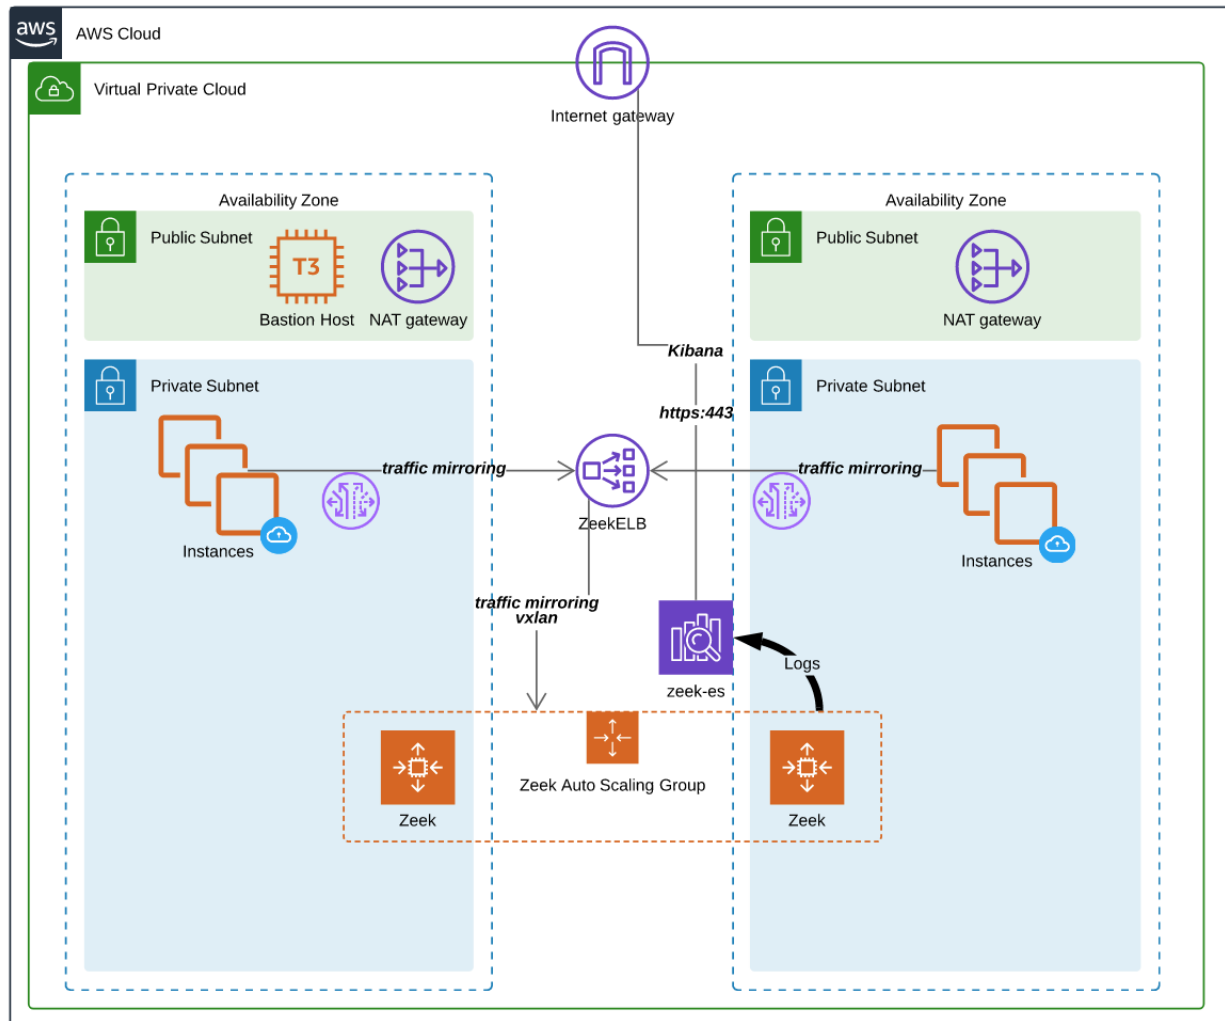 aws
AWS Cloud
Virtual Private Cloud
Internet gateway
Availability Zone
Public Subnet
T3
Bastion Host
NAT gateway
Availability Zone
Public Subnet
NAT gateway
Kibana
https:443
Private Subnet
Private Subnet
traffic mirroring
traffic mirroring
Instances
ZeekELB
Instances
traffic mirroring
vxlan
zeek-es
Logs
Zeek Auto Scaling Group
Zeek
Zeek